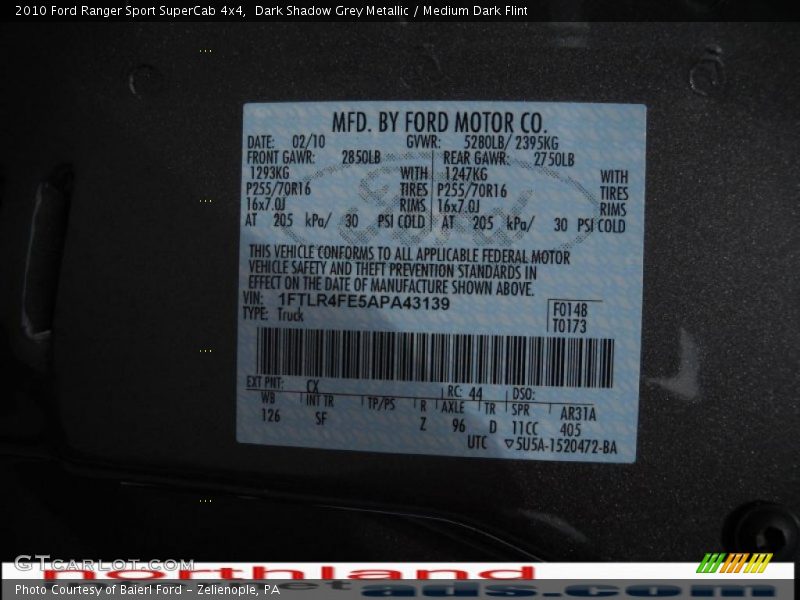 2010 Ford Ranger Sport SuperCab 4x4,  Dark Shadow Grey Metallic / Medium Dark Flint
MFD. BY FORD MOTOR CO.
DATE: 02/10 GVWR: 5280LB/ 2395KG
FRONT GAWR: 2850LB REAR GAWR: 2750LB
1293KG WITH 1247KG WITH
P255/70R16 TIRES P255/70R16 TIRES
16x7.0J RIMS 16x7.0J RIMS
AT 205 kPa/ 30 PSI COLD AT 205 kPa/ 30 PSI COLD
THIS VEHICLE CONFORMS TO ALL APPLICABLE FEDERAL MOTOR
VEHICLE SAFETY AND THEFT PREVENTION STANDARDS IN
EFFECT ON THE DATE OF MANUFACTURE SHOWN ABOVE.
VIN: 1FTLR4FE5APA43139 F0148
TYPE: Truck T0173
EXT PNT: CX RC: 44 DSO:
WB INT TR TP/PS R AXLE TR SPR AR31A
126 SF Z 96 D 11CC 405
UTC ▽5U5A-1520472-BA
GTCarLot.com
northland
ads.com
Photo Courtesy of Baierl Ford - Zelienople, PA